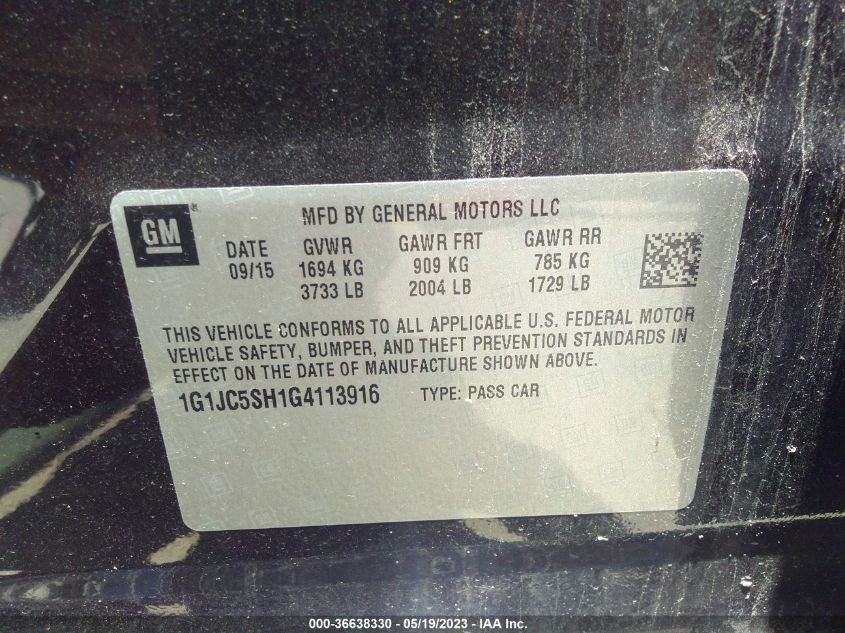 GM
MFD BY GENERAL MOTORS LLC
DATE GVWR GAWR FRT GAWR RR
09/15 1694 KG 909 KG 785 KG
3733 LB 2004 LB 1729 LB
THIS VEHICLE CONFORMS TO ALL APPLICABLE U.S. FEDERAL MOTOR
VEHICLE SAFETY, BUMPER, AND THEFT PREVENTION STANDARDS IN
EFFECT ON THE DATE OF MANUFACTURE SHOWN ABOVE.
1G1JC5SH1G4113916 TYPE: PASS CAR
000-36638330 - 05/19/2023 - IAA Inc.